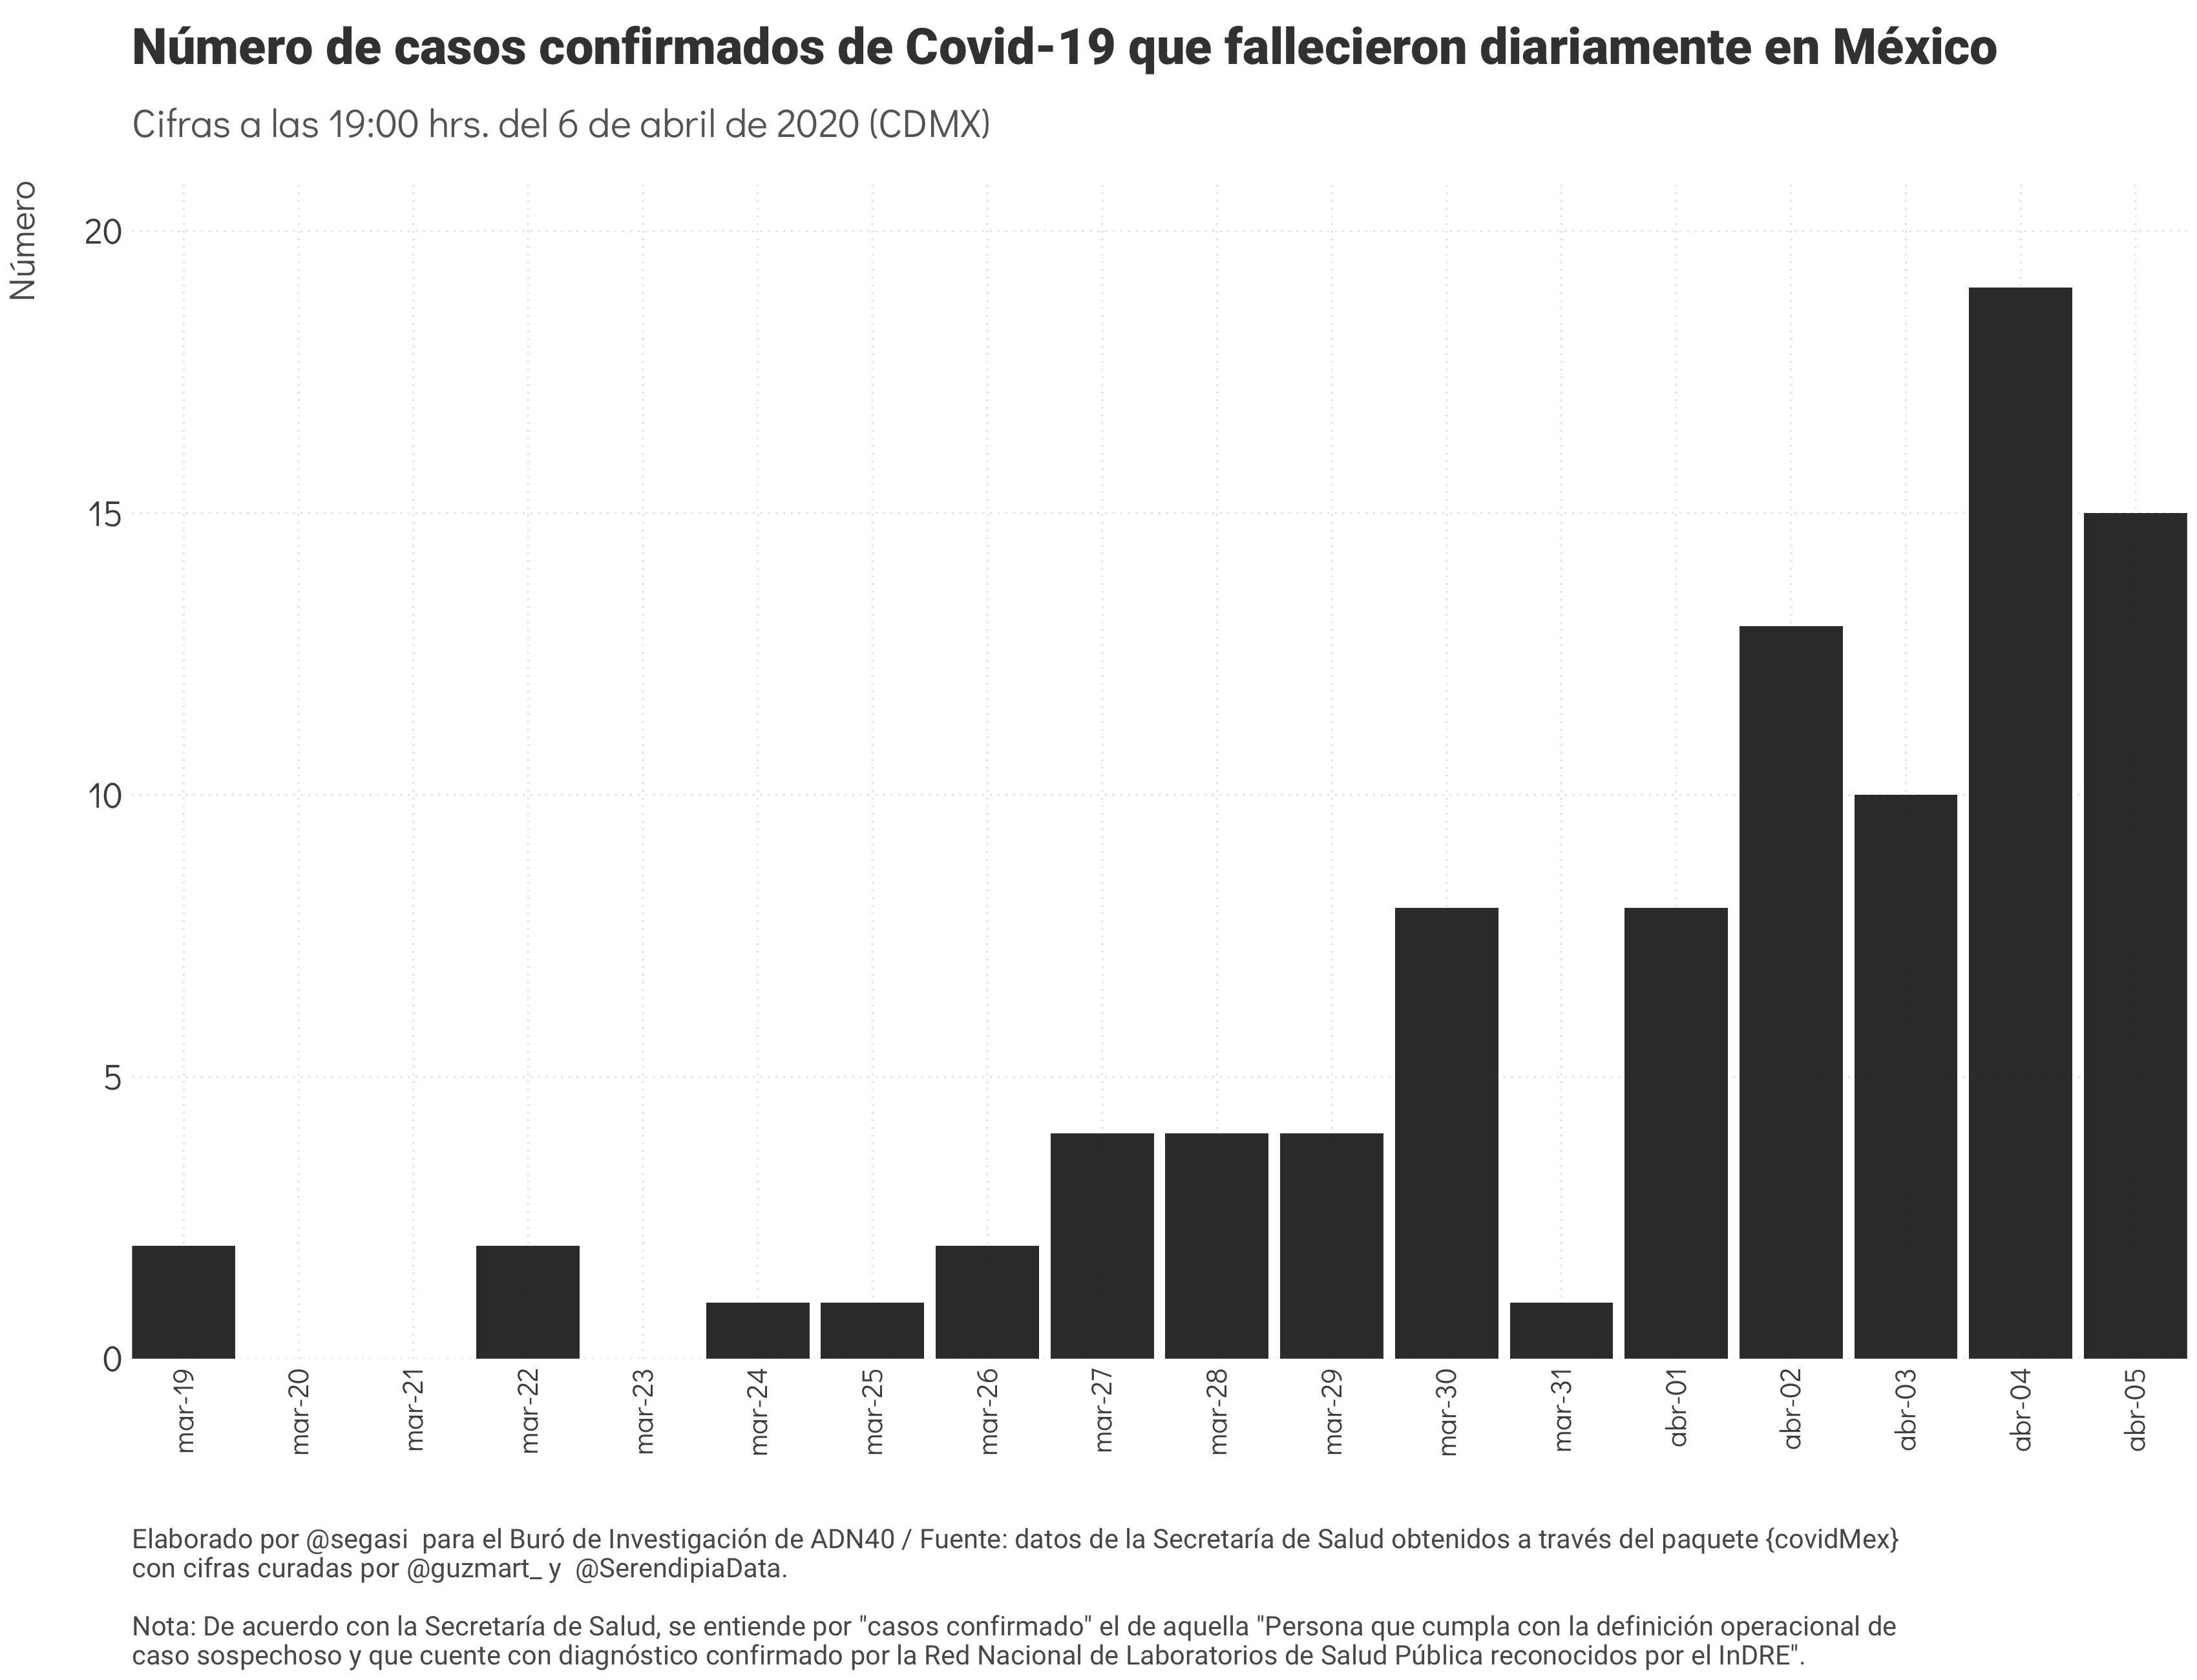 Número de casos confirmados de Covid-19 que fallecieron diariamente en México
Cifras a las 19:00 hrs. del 6 de abril de 2020 (CDMX)
Número
20
15
10
5
0
mar-19
mar-20
mar-21
mar-22
mar-23
mar-24
mar-25
mar-26
mar-27
mar-28
mar-29
mar-30
mar-31
abr-01
abr-02
abr-03
abr-04
abr-05
Elaborado por @segasi para el Buró de Investigación de ADN40 / Fuente: datos de la Secretaría de Salud obtenidos a través del paquete {covidMex}
con cifras curadas por @guzmart_ y @SerendipiaData.
Nota: De acuerdo con la Secretaría de Salud, se entiende por "casos confirmado" el de aquella "Persona que cumpla con la definición operacional de
caso sospechoso y que cuente con diagnóstico confirmado por la Red Nacional de Laboratorios de Salud Pública reconocidos por el InDRE".